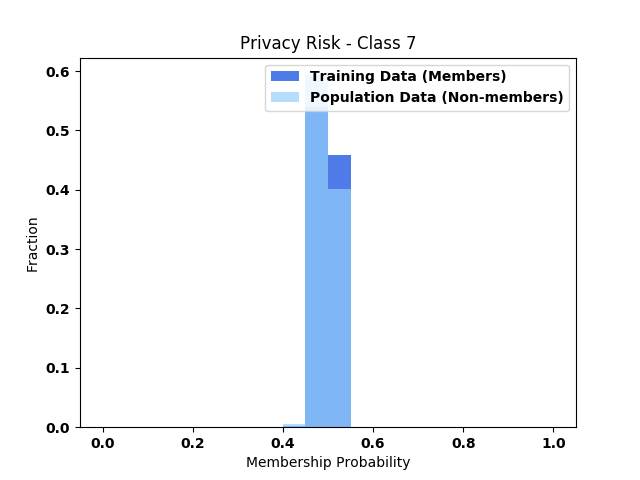 Privacy Risk - Class 7
Training Data (Members)
Population Data (Non-members)
Fraction
0.6
0.5
0.4
0.3
0.2
0.1
0.0
0.0 0.2 0.4 0.6 0.8 1.0
Membership Probability